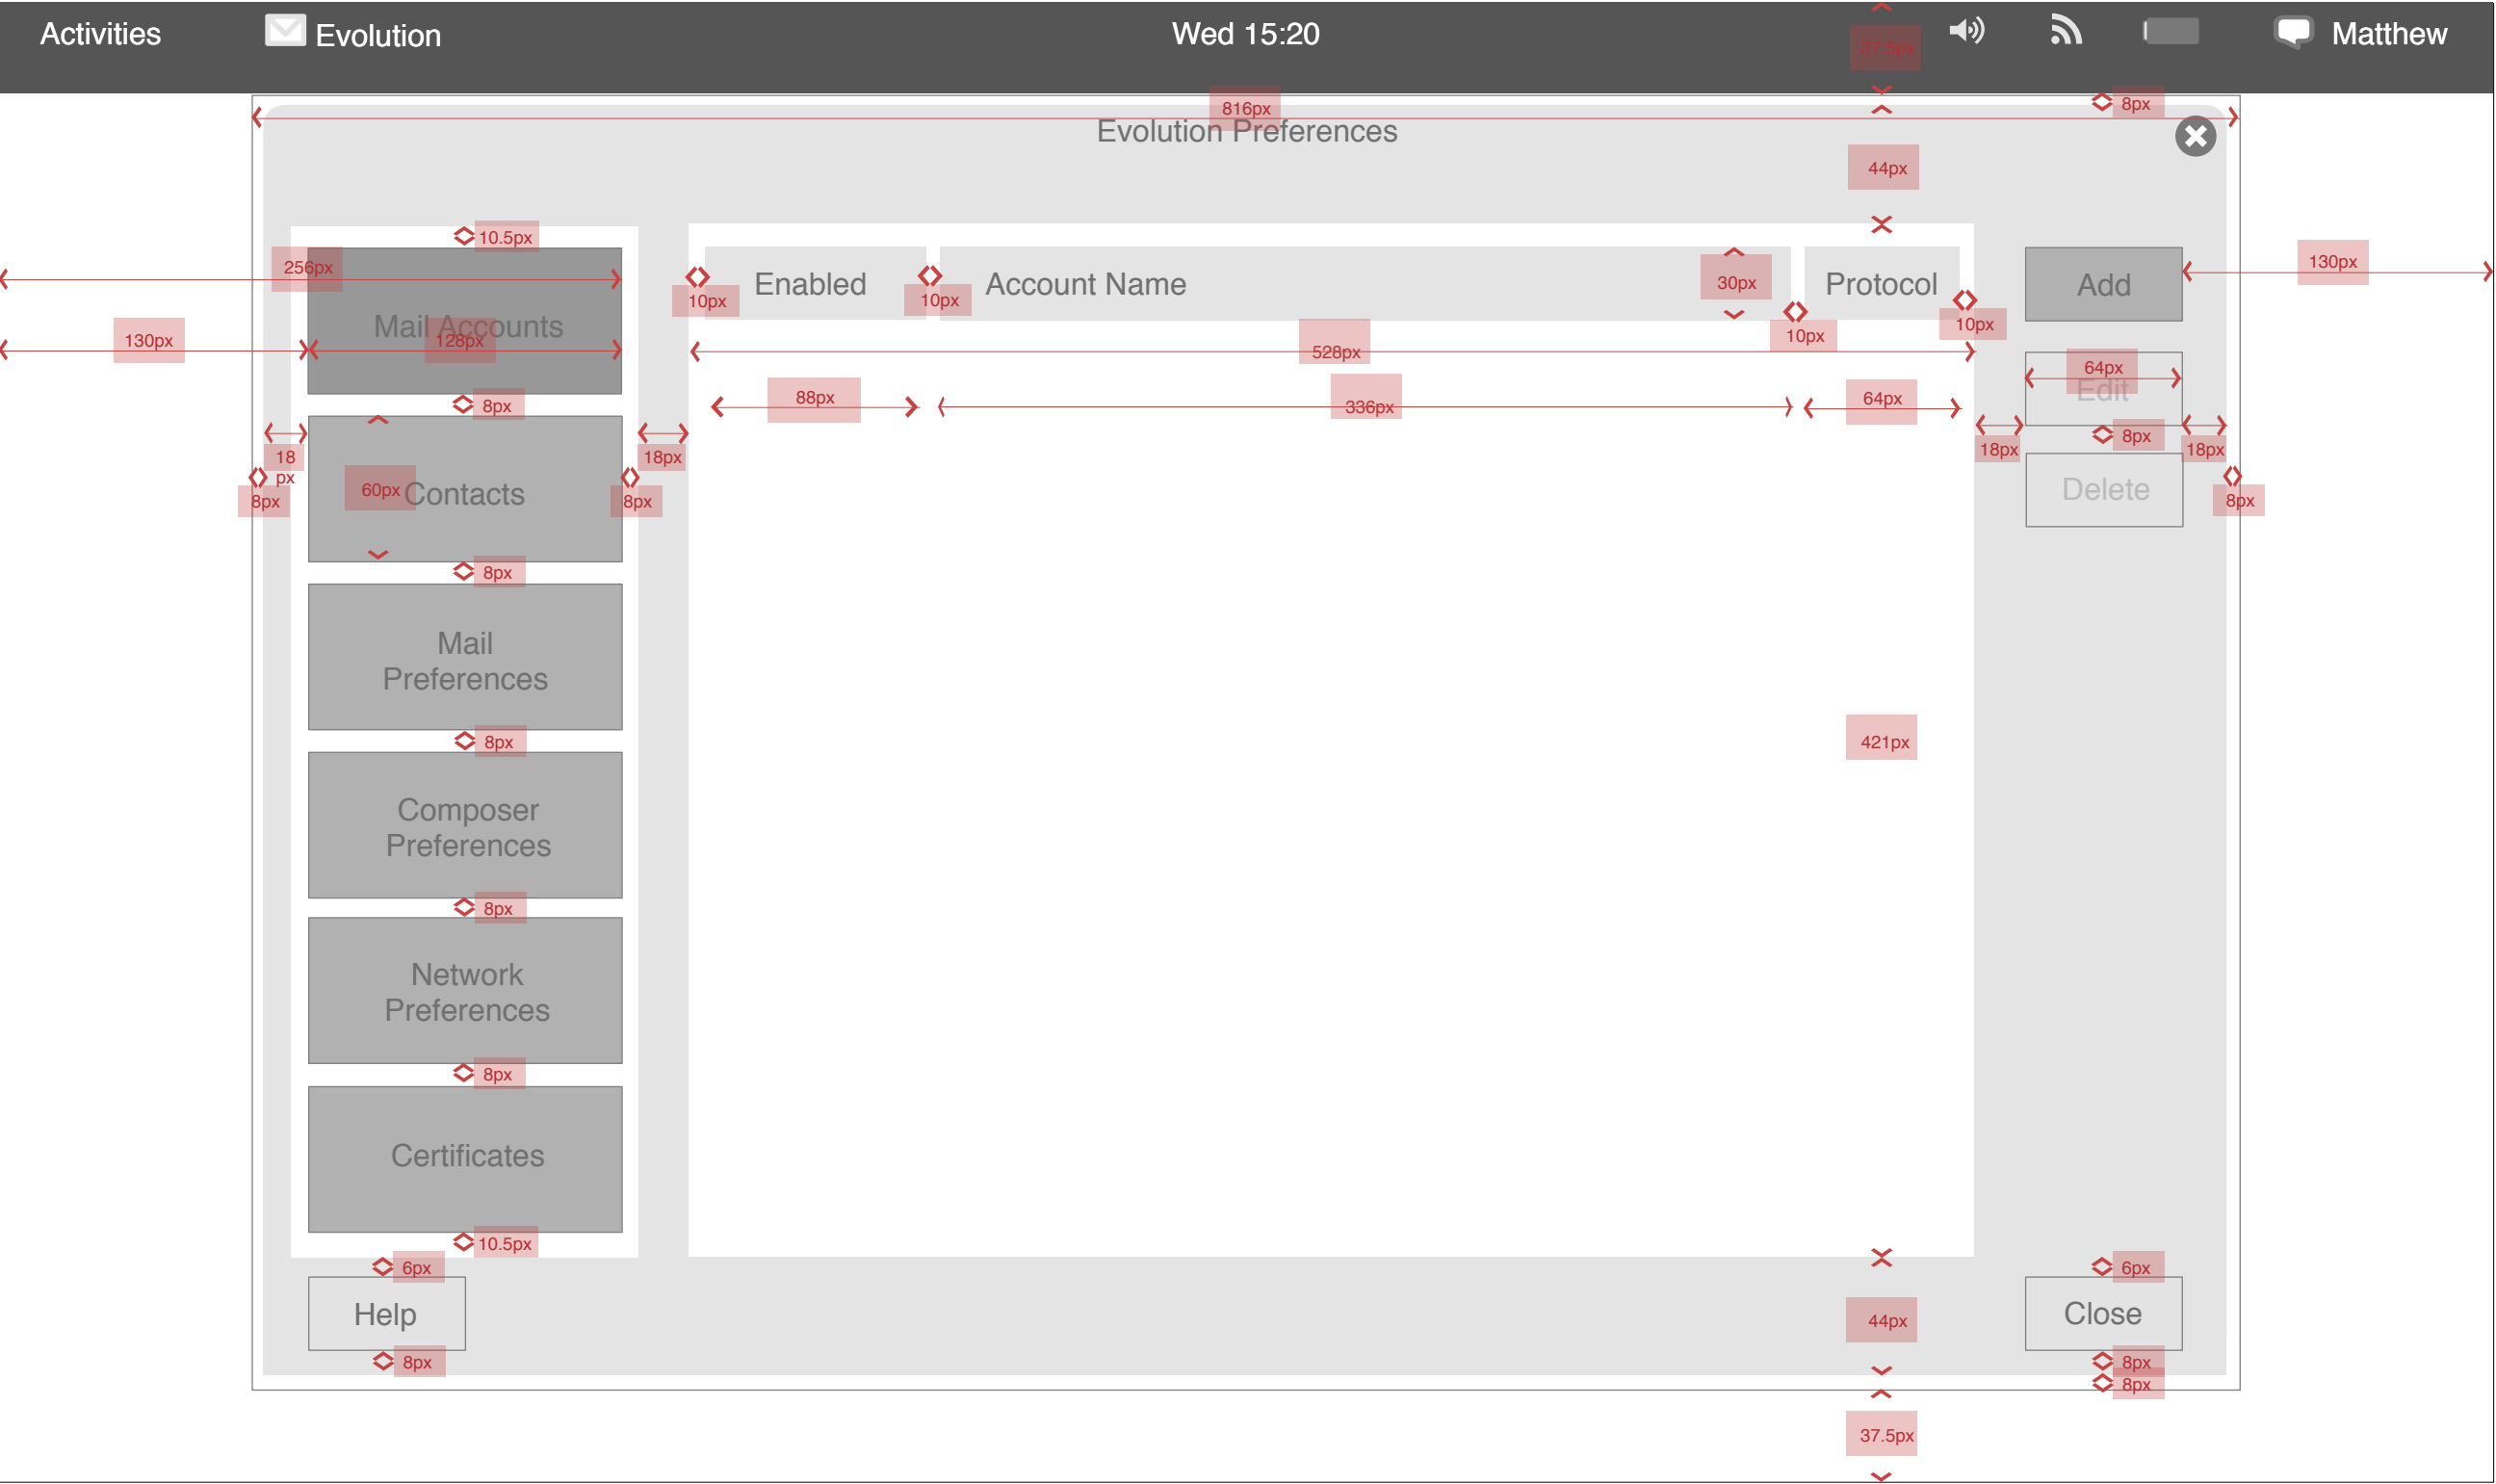 Activities
Evolution
Wed 15:20
37.5px
Matthew
816px
8px
Evolution Preferences
44px
10.5px
256px
Mail Accounts
130px
128px
8px
18
px
8px
60px
Contacts
18px
8px
8px
Mail
Preferences
8px
Composer
Preferences
8px
Network
Preferences
8px
Certificates
10.5px
6px
Help
8px
Enabled
10px
10px
Account Name
30px
Protocol
10px
10px
528px
88px
336px
64px
421px
Add
130px
64px
Edit
8px
18px
18px
Delete
8px
6px
Close
44px
8px
8px
37.5px